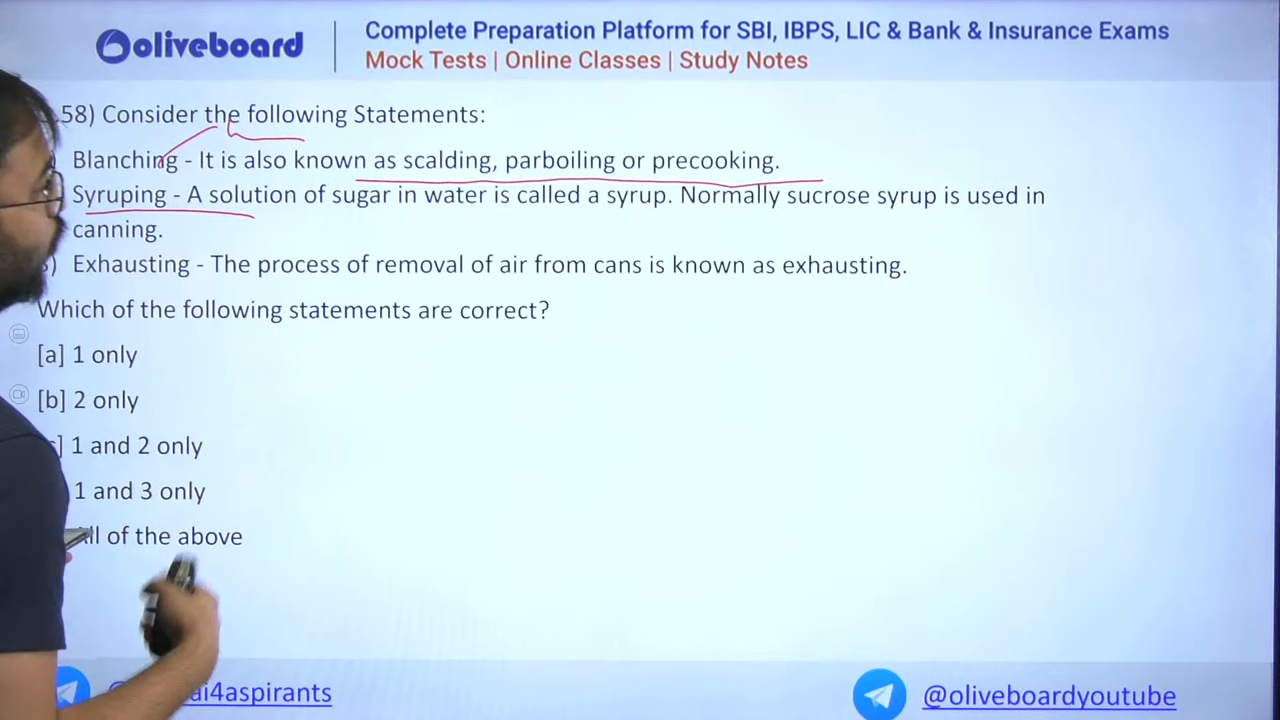 oliveboard
Complete Preparation Platform for SBI, IBPS, LIC & Bank & Insurance Exams
Mock Tests | Online Classes | Study Notes
58) Consider the following Statements:
Blanching - It is also known as scalding, parboiling or precooking.
Syruping - A solution of sugar in water is called a syrup. Normally sucrose syrup is used in
canning.
) Exhausting - The process of removal of air from cans is known as exhausting.
Which of the following statements are correct?
[a] 1 only
[b] 2 only
] 1 and 2 only
1 and 3 only
All of the above
@oliveboardyoutube